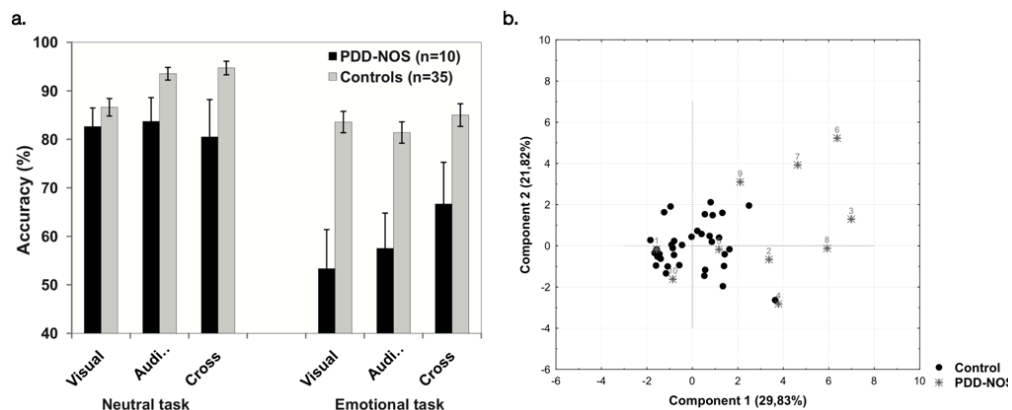 a.
100
90
80
70
60
50
40
Accuracy (%)
PDD-NOS (n=10)
Controls (n=35)
Visual
Audi..
Cross
Visual
Audi..
Cross
Neutral task
Emotional task
b.
10
8
6
4
2
0
-2
-4
-6
Component 2 (21,82%)
6
7
9
3
1
8
2
10
4
-6 -4 -2 0 2 4 6 8 10
Component 1 (29,83%)
Control
PDD-NOS